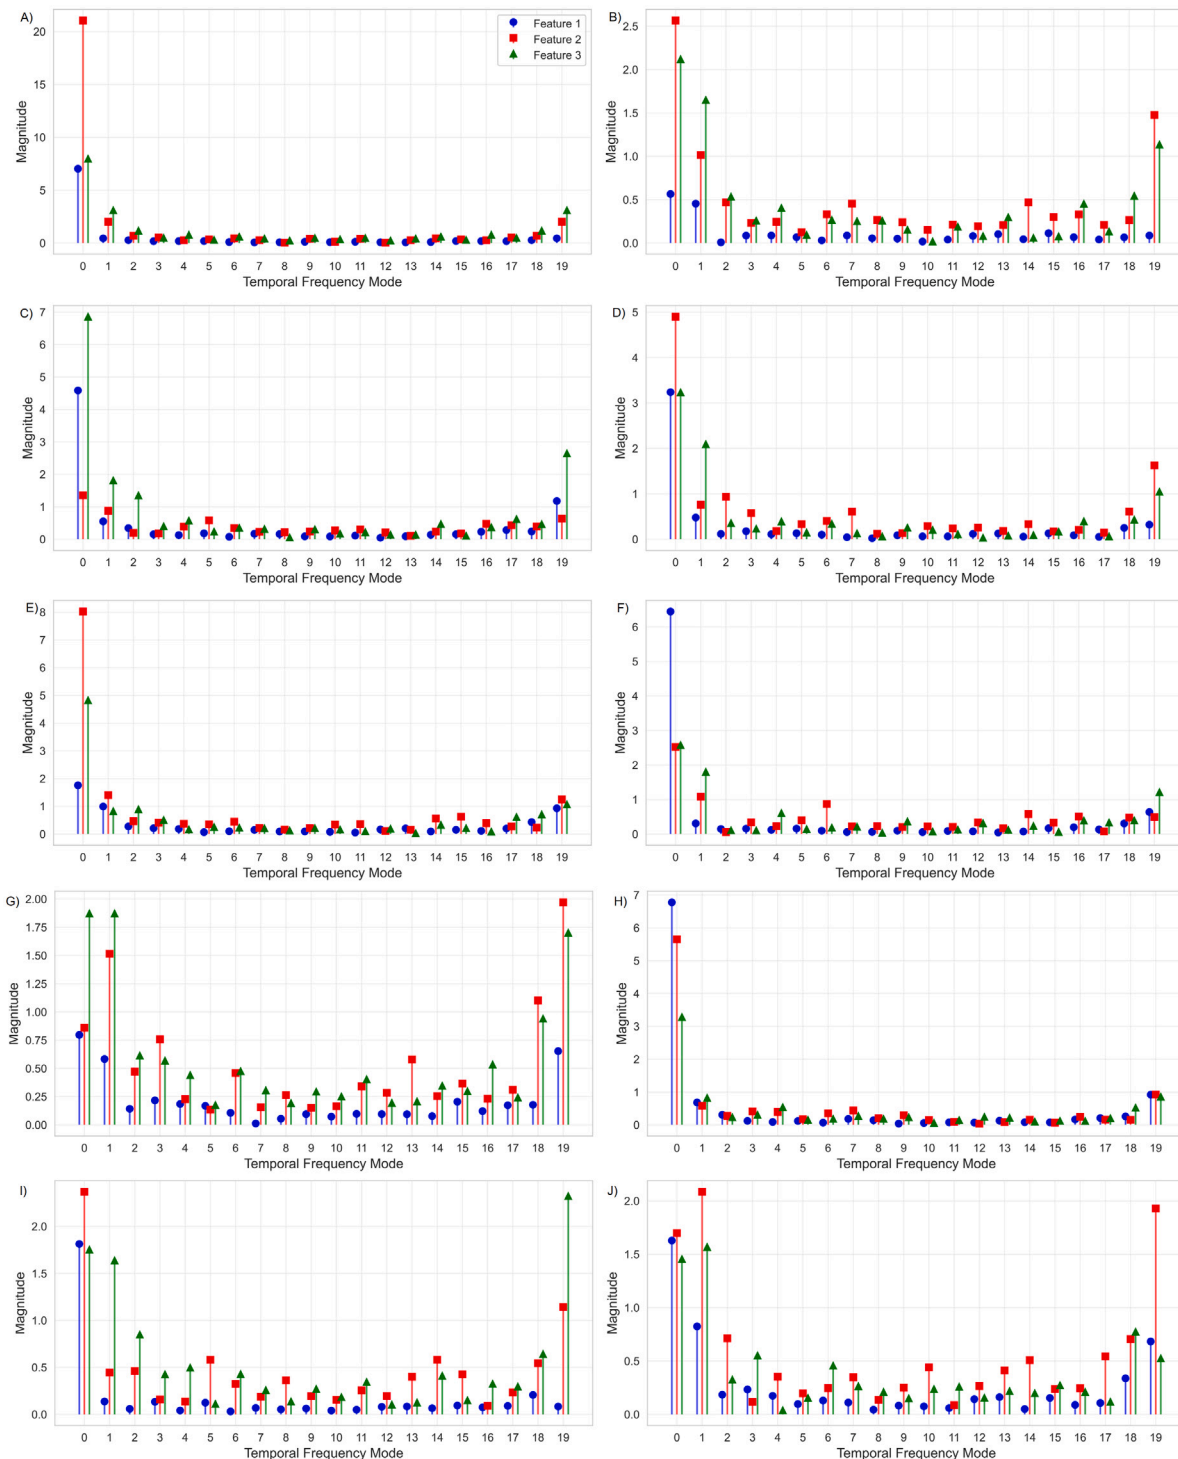 A)
Feature 1
Feature 2
Feature 3
Magnitude
20
15
10
5
0
0 1 2 3 4 5 6 7 8 9 10 11 12 13 14 15 16 17 18 19
Temporal Frequency Mode
B)
Magnitude
2.5
2.0
1.5
1.0
0.5
0.0
0 1 2 3 4 5 6 7 8 9 10 11 12 13 14 15 16 17 18 19
Temporal Frequency Mode
C)
Magnitude
7
6
5
4
3
2
1
0
0 1 2 3 4 5 6 7 8 9 10 11 12 13 14 15 16 17 18 19
Temporal Frequency Mode
D)
Magnitude
5
4
3
2
1
0
0 1 2 3 4 5 6 7 8 9 10 11 12 13 14 15 16 17 18 19
Temporal Frequency Mode
E)
Magnitude
8
7
6
5
4
3
2
1
0
0 1 2 3 4 5 6 7 8 9 10 11 12 13 14 15 16 17 18 19
Temporal Frequency Mode
F)
Magnitude
6
5
4
3
2
1
0
0 1 2 3 4 5 6 7 8 9 10 11 12 13 14 15 16 17 18 19
Temporal Frequency Mode
G)
Magnitude
2.00
1.75
1.50
1.25
1.00
0.75
0.50
0.25
0.00
0 1 2 3 4 5 6 7 8 9 10 11 12 13 14 15 16 17 18 19
Temporal Frequency Mode
H)
Magnitude
7
6
5
4
3
2
1
0
0 1 2 3 4 5 6 7 8 9 10 11 12 13 14 15 16 17 18 19
Temporal Frequency Mode
I)
Magnitude
2.0
1.5
1.0
0.5
0.0
0 1 2 3 4 5 6 7 8 9 10 11 12 13 14 15 16 17 18 19
Temporal Frequency Mode
J)
Magnitude
2.0
1.5
1.0
0.5
0.0
0 1 2 3 4 5 6 7 8 9 10 11 12 13 14 15 16 17 18 19
Temporal Frequency Mode